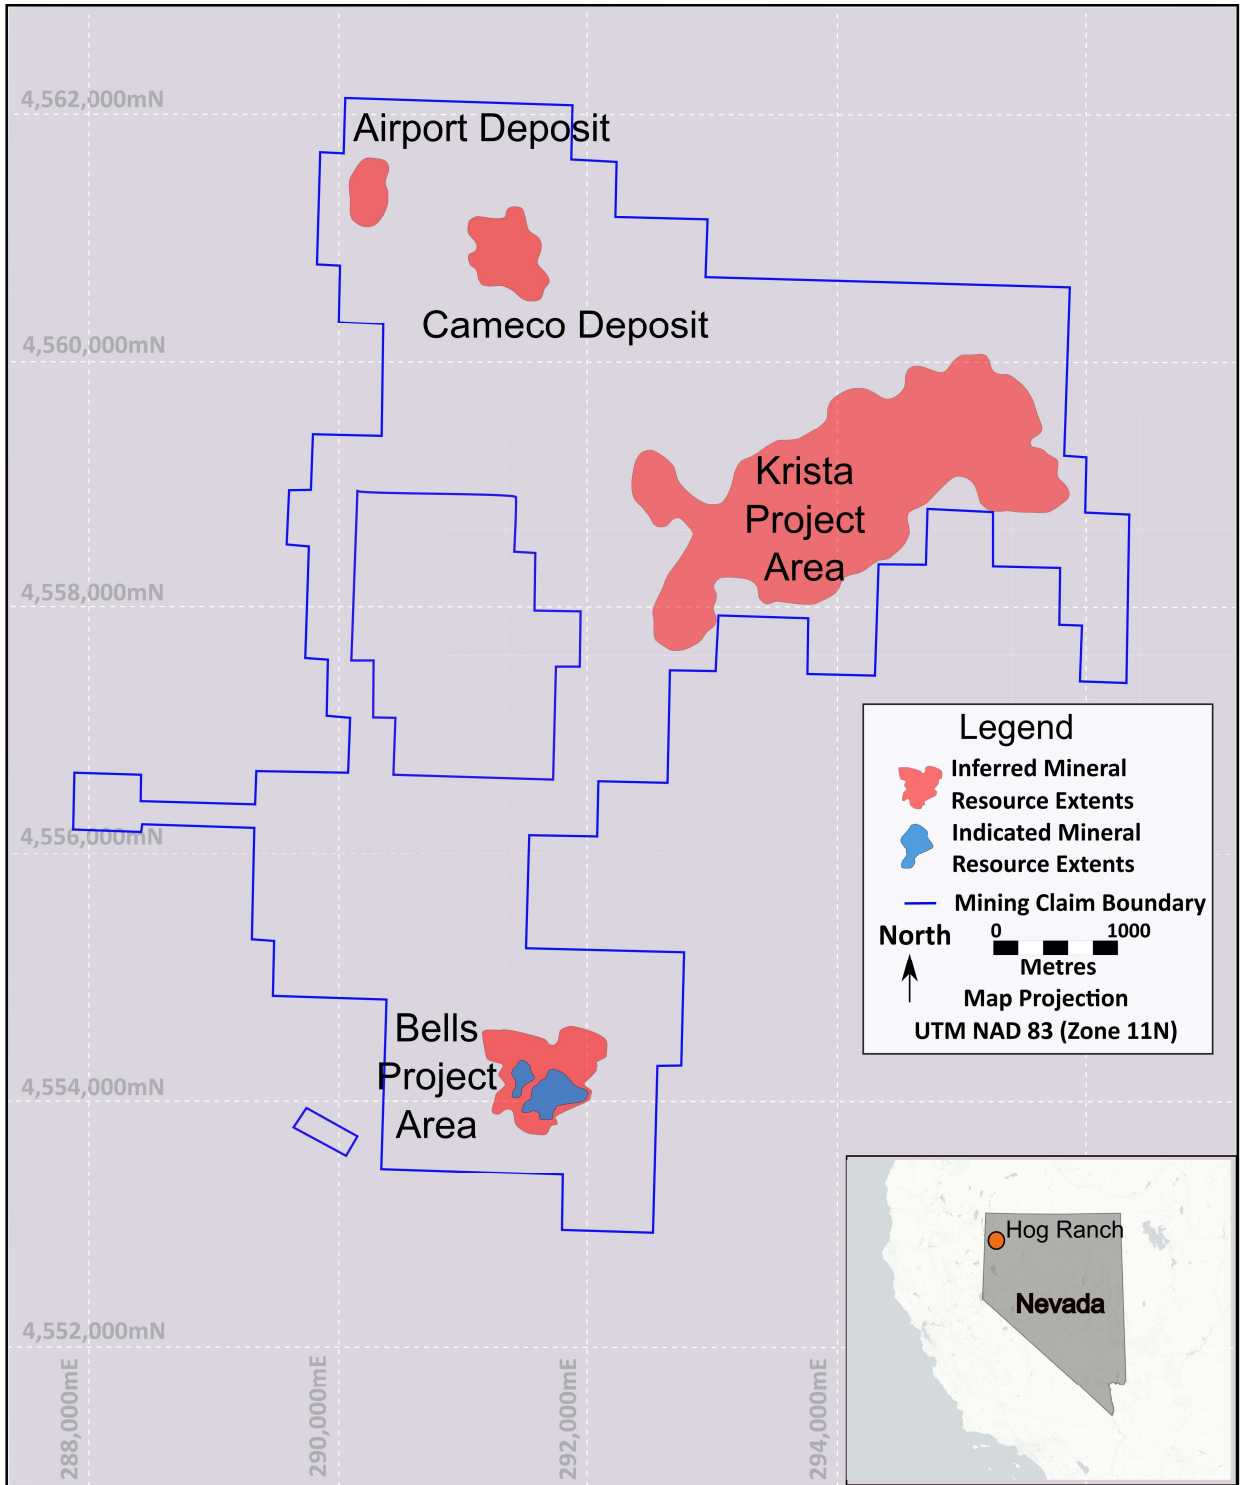 4,562,000mN
Airport Deposit
Cameco Deposit
4,560,000mN
Krista
Project
Area
4,558,000mN
4,556,000mN
Legend
Inferred Mineral
Resource Extents
Indicated Mineral
Resource Extents
Mining Claim Boundary
North
0 1000
Metres
Map Projection
UTM NAD 83 (Zone 11N)
Bells
Project
Area
4,554,000mN
Hog Ranch
Nevada
4,552,000mN
288,000mE
290,000mE
292,000mE
294,000mE